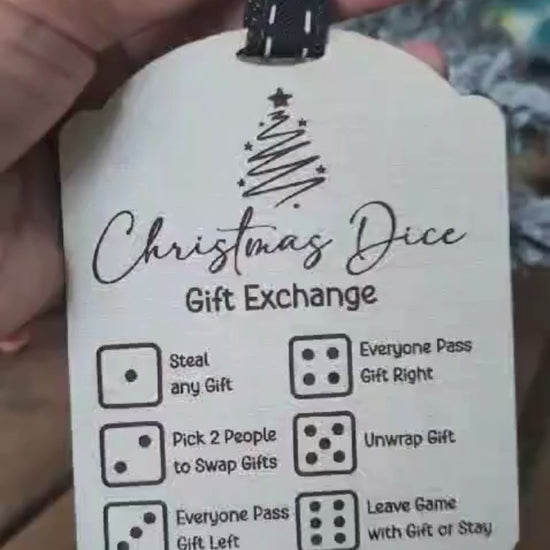 Christmas Dice
Gift Exchange
Steal
any Gift
Pick 2 People
to Swap Gifts
Everyone Pass
Gift Left
Everyone Pass
Gift Right
Unwrap Gift
Leave Game
with Gift or Stay